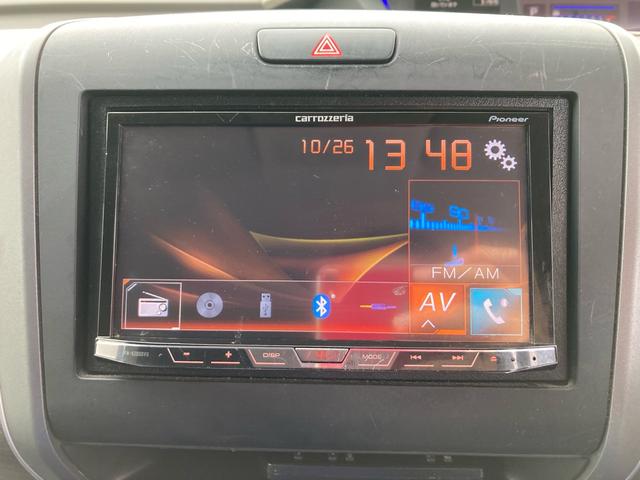 carrozzeria
Pioneer
10/26 13 48
FM/AM
AV
DISP
MODE